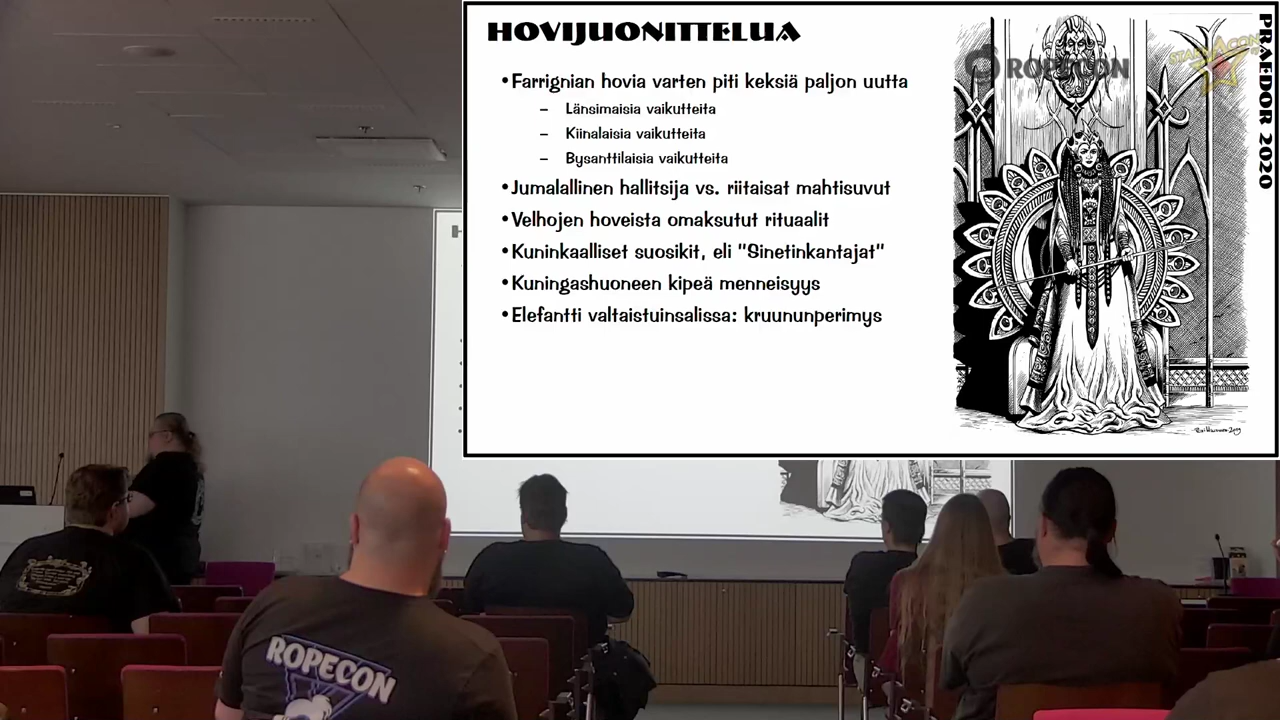 HOVIJUONITTELUA
•Farrignian hovia varten piti keksiä paljon uutta
– Länsimaisia vaikutteita
– Kiinalaisia vaikutteita
– Bysanttilaisia vaikutteita
•Jumalallinen hallitsija vs. riitaisat mahtisuvut
•Velhojen hoveista omaksutut rituaalit
•Kuninkaalliset suosikit, eli "Sinetinkantajat"
•Kuningashuoneen kipeä menneisyys
•Elefantti valtaistuinsalissa: kruununperimys
ROPECON
PRAEDOR 2020
ROPECON